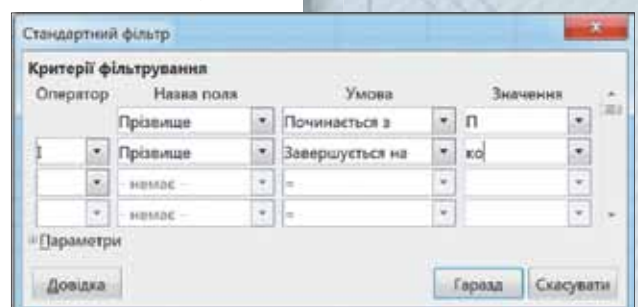 Стандартний фільтр
Критерії фільтрування
Оператор Назва поля Умова Значення
Прізвище Починається з П
І Прізвище Завершується на ко
- немає - =
- немає - =
Параметри
Довідка Гаразд Скасувати